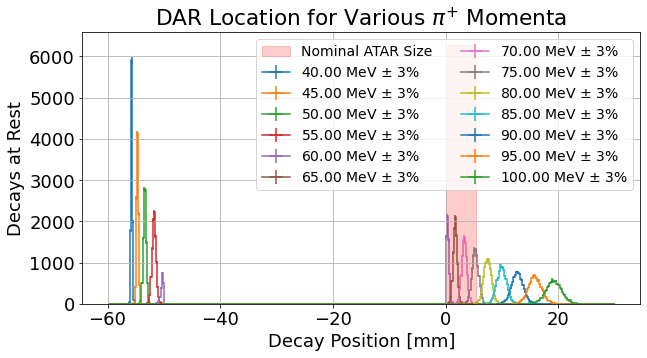 DAR Location for Various π+ Momenta
Decays at Rest
6000
5000
4000
3000
2000
1000
0
Nominal ATAR Size
40.00 MeV ± 3%
45.00 MeV ± 3%
50.00 MeV ± 3%
55.00 MeV ± 3%
60.00 MeV ± 3%
65.00 MeV ± 3%
70.00 MeV ± 3%
75.00 MeV ± 3%
80.00 MeV ± 3%
85.00 MeV ± 3%
90.00 MeV ± 3%
95.00 MeV ± 3%
100.00 MeV ± 3%
−60 −40 −20 0 20
Decay Position [mm]